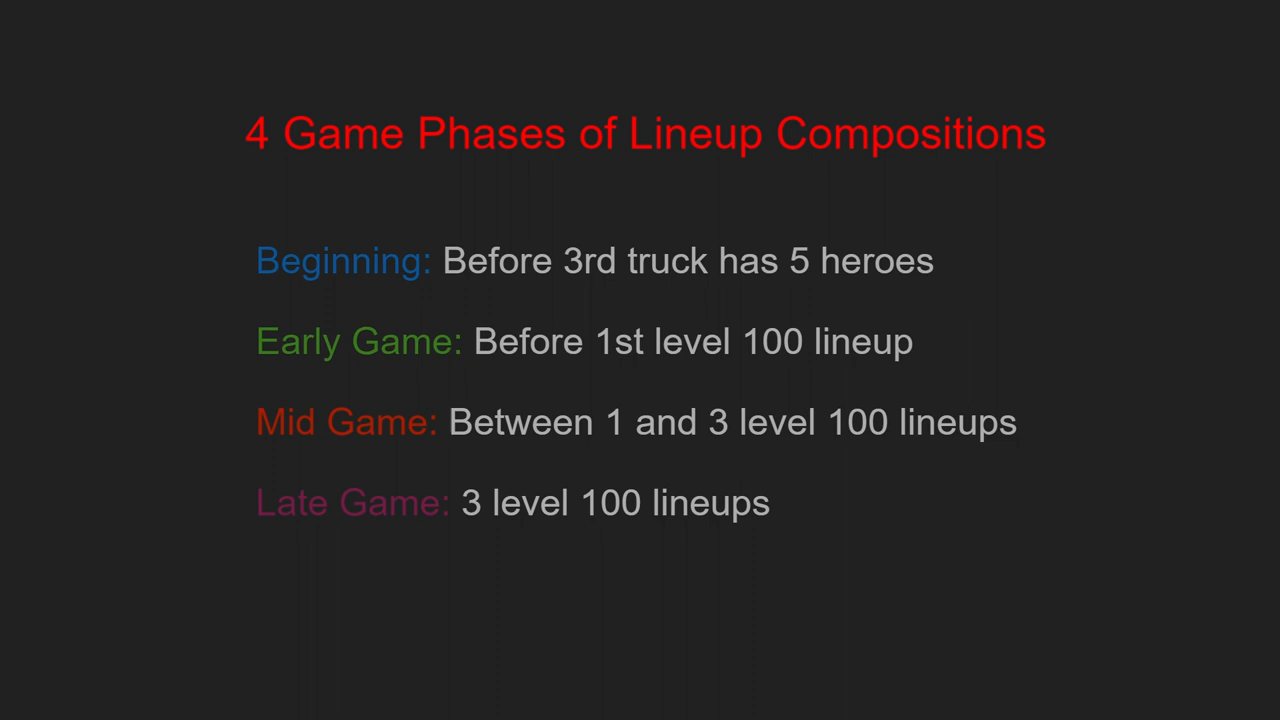 4 Game Phases of Lineup Compositions
Beginning: Before 3rd truck has 5 heroes
Early Game: Before 1st level 100 lineup
Mid Game: Between 1 and 3 level 100 lineups
Late Game: 3 level 100 lineups